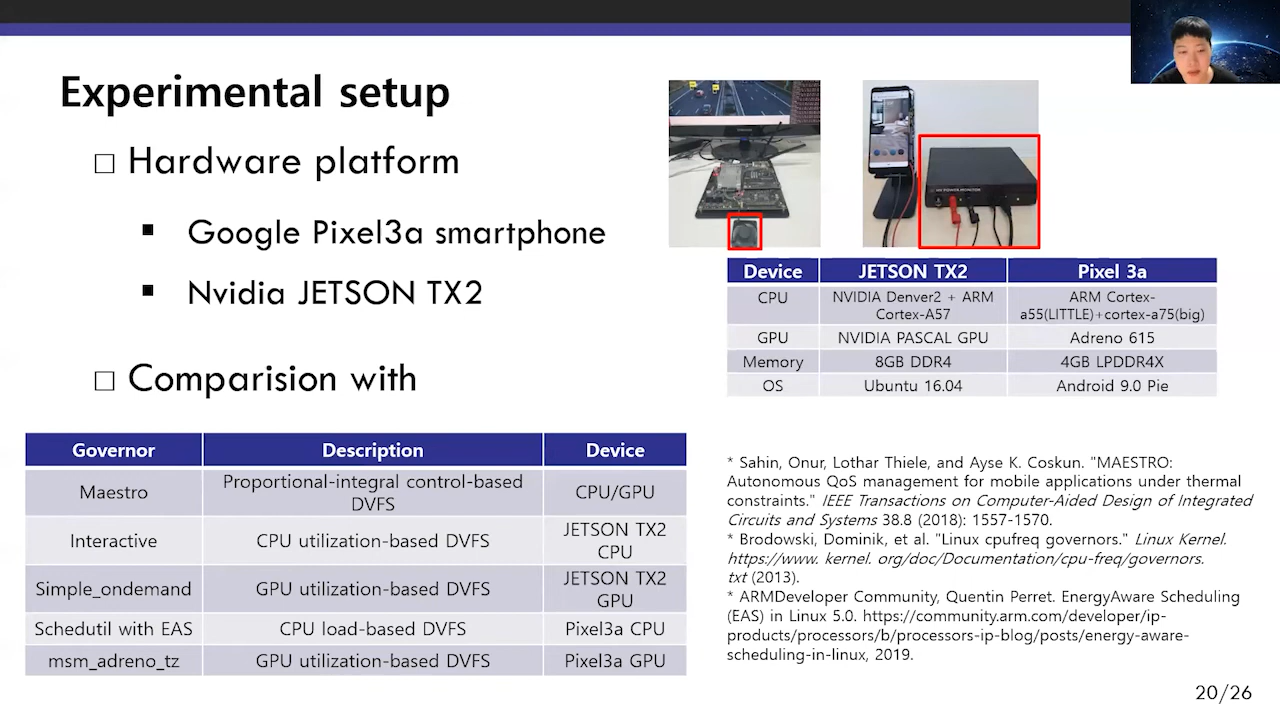 Experimental setup
□ Hardware platform
▪ Google Pixel3a smartphone
▪ Nvidia JETSON TX2
□ Comparision with
Device JETSON TX2 Pixel 3a
CPU NVIDIA Denver2 + ARM Cortex-A57 ARM Cortex-a55(LITTLE)+cortex-a75(big)
GPU NVIDIA PASCAL GPU Adreno 615
Memory 8GB DDR4 4GB LPDDR4X
OS Ubuntu 16.04 Android 9.0 Pie
Governor Description Device
Maestro Proportional-integral control-based DVFS CPU/GPU
Interactive CPU utilization-based DVFS JETSON TX2 CPU
Simple_ondemand GPU utilization-based DVFS JETSON TX2 GPU
Schedutil with EAS CPU load-based DVFS Pixel3a CPU
msm_adreno_tz GPU utilization-based DVFS Pixel3a GPU
* Sahin, Onur, Lothar Thiele, and Ayse K. Coskun. "MAESTRO:
Autonomous QoS management for mobile applications under thermal
constraints." IEEE Transactions on Computer-Aided Design of Integrated
Circuits and Systems 38.8 (2018): 1557-1570.
* Brodowski, Dominik, et al. "Linux cpufreq governors." Linux Kernel.
https://www. kernel. org/doc/Documentation/cpu-freq/governors.
txt (2013).
* ARMDeveloper Community, Quentin Perret. EnergyAware Scheduling
(EAS) in Linux 5.0. https://community.arm.com/developer/ip-
products/processors/b/processors-ip-blog/posts/energy-aware-
scheduling-in-linux, 2019.
20/26